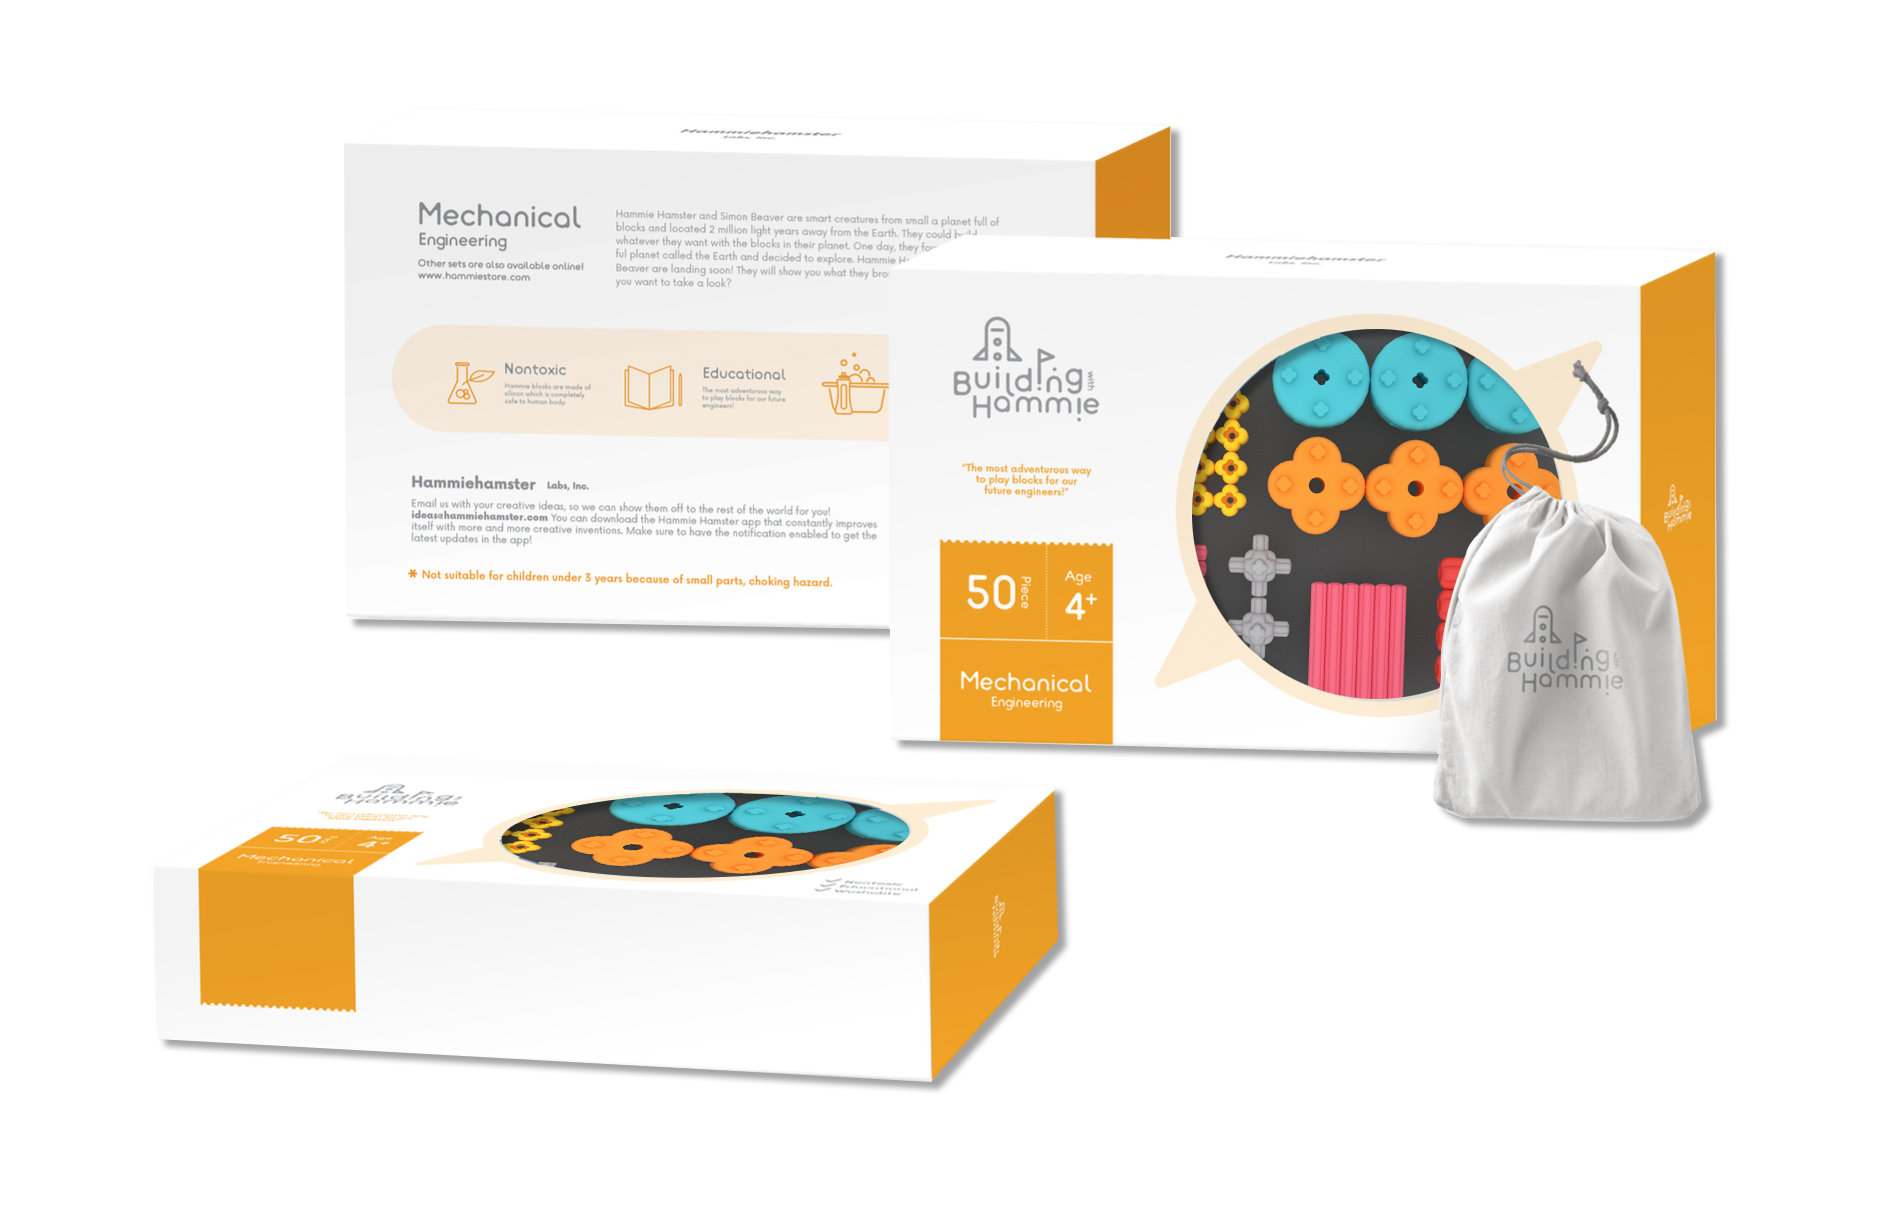 Hammiehamster
Labs, Inc.
Mechanical
Engineering
Other sets are also available online!
www.hammiestore.com
Hammie Hamster and Simon Beaver are smart creatures from small a planet full of
blocks and located 2 million light years away from the Earth. They could build
whatever they want with the blocks in their planet. One day, they
ful planet called the Earth and decided to explore. Hammie
Beaver are landing soon! They will show you what they
you want to take a look?
Nontoxic
Hammie blocks are made of
silicon which is completely
safe to human body.
Educational
The most adventurous way
to play blocks for our future
engineers!
Hammiehamster Labs, Inc.
Email us with your creative ideas, so we can show them off to the rest of the world for you!
ideas@hammiehamster.com You can download the Hammie Hamster app that constantly improves
itself with more and more creative inventions. Make sure to have the notification enabled to get the
latest updates in the app!
* Not suitable for children under 3 years because of small parts, choking hazard.
Hammiehamster
Labs, Inc.
Building with
Hammie
"The most adventurous way
to play blocks for our
future engineers!"
50 Piece
Age
4+
Mechanical
Engineering
Building
Hammie
Building with
Hammie
Building
Hammie
50
Age
4+
Mechanical
Engineering
Nontoxic
Educational
Washable